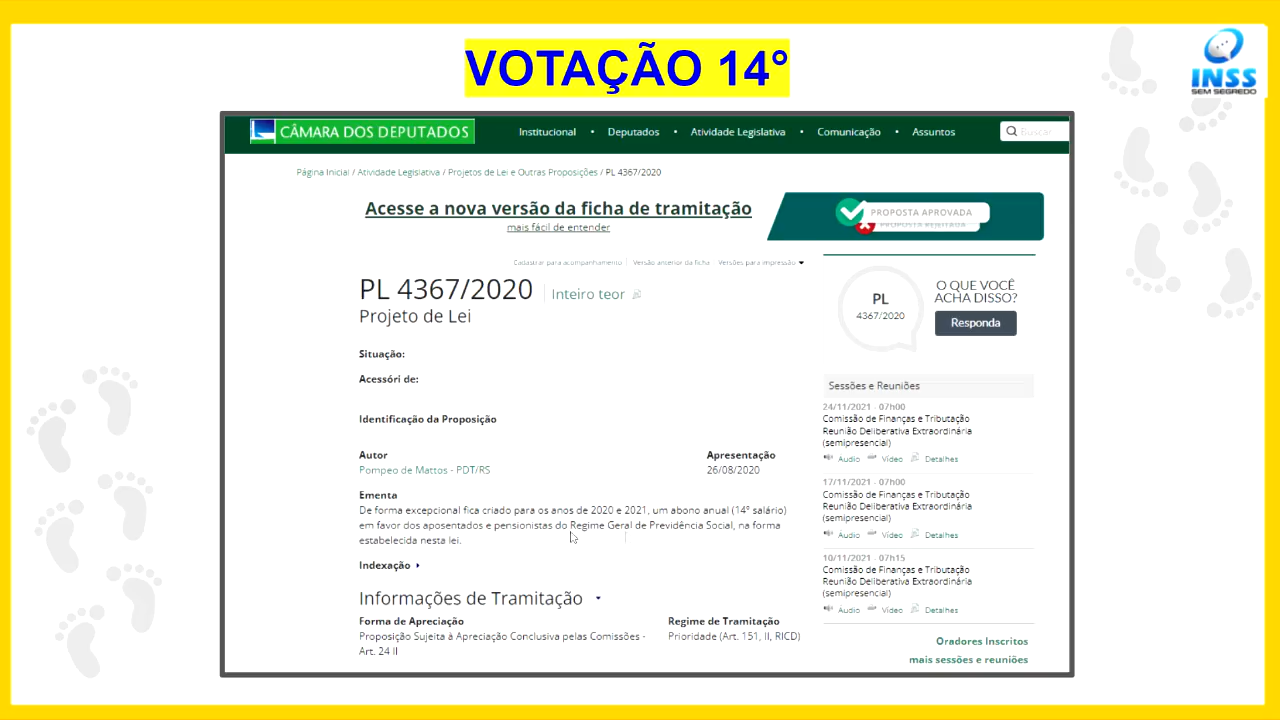 VOTAÇÃO 14°
INSS
SEM SEGREDO
CÂMARA DOS DEPUTADOS
Institucional • Deputados • Atividade Legislativa • Comunicação • Assuntos
Buscar
Página Inicial / Atividade Legislativa / Projetos de Lei e Outras Proposições / PL 4367/2020
Acesse a nova versão da ficha de tramitação
mais fácil de entender
PROPOSTA APROVADA
PROPOSTA REJEITADA
Cadastrar para acompanhamento Versão anterior da ficha Versões para impressão
PL 4367/2020 Inteiro teor
Projeto de Lei
Situação:
Acessóri de:
Identificação da Proposição
Autor
Pompeo de Mattos - PDT/RS
Apresentação
26/08/2020
Ementa
De forma excepcional fica criado para os anos de 2020 e 2021, um abono anual (14º salário)
em favor dos aposentados e pensionistas do Regime Geral de Previdência Social, na forma
estabelecida nesta lei.
Indexação
Informações de Tramitação
Forma de Apreciação
Proposição Sujeita à Apreciação Conclusiva pelas Comissões -
Art. 24 II
Regime de Tramitação
Prioridade (Art. 151, II, RICD)
PL
4367/2020
O QUE VOCÊ
ACHA DISSO?
Responda
Sessões e Reuniões
24/11/2021 - 07h00
Comissão de Finanças e Tributação
Reunião Deliberativa Extraordinária
(semipresencial)
Audio Vídeo Detalhes
17/11/2021 - 07h00
Comissão de Finanças e Tributação
Reunião Deliberativa Extraordinária
(semipresencial)
Audio Vídeo Detalhes
10/11/2021 - 07h15
Comissão de Finanças e Tributação
Reunião Deliberativa Extraordinária
(semipresencial)
Audio Vídeo Detalhes
Oradores Inscritos
mais sessões e reuniões